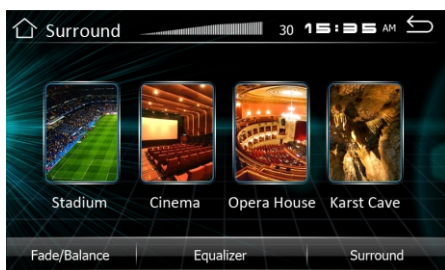 Surround 30 15:35 AM
Stadium Cinema Opera House Karst Cave
Fade/Balance Equalizer Surround